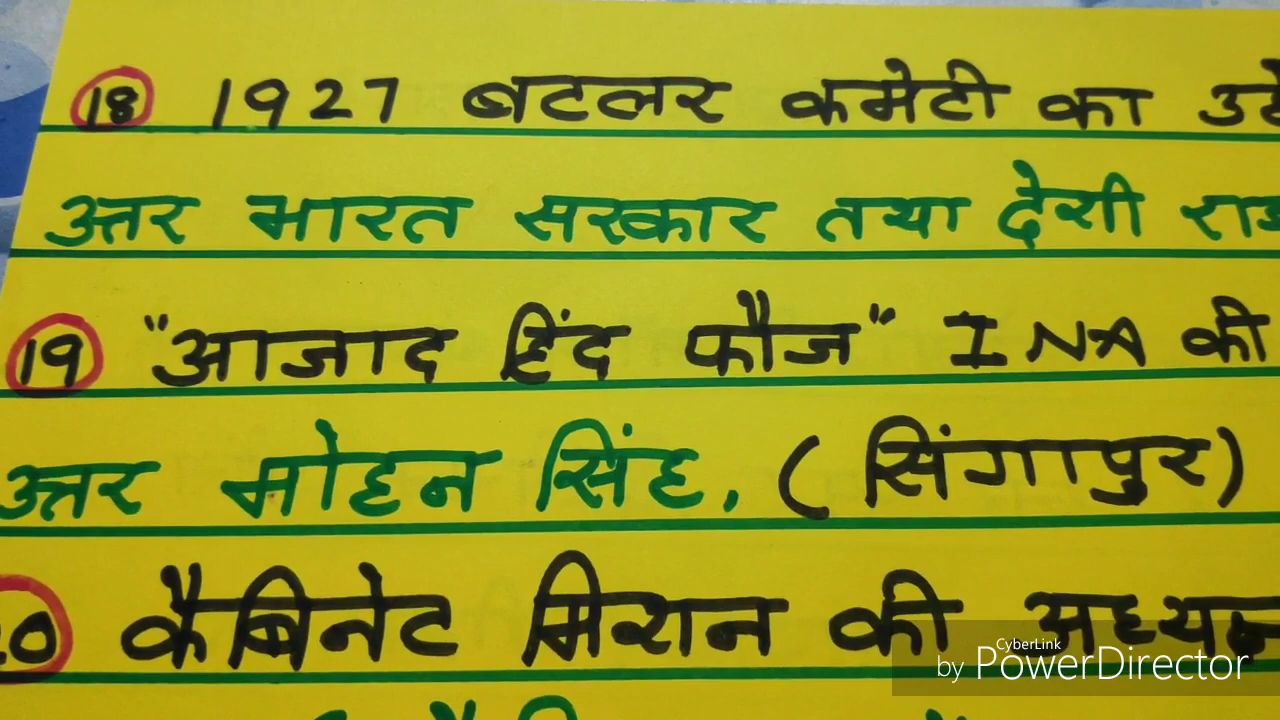 18 1927 बटलर कमेटी का
उत्तर भारत सरकार तथा देशी
19 "आजाद हिंद फौज" INA की
उत्तर मोहन सिंह, (सिंगापुर)
20 कैबिनेट मिशन की
CyberLink
by PowerDirector